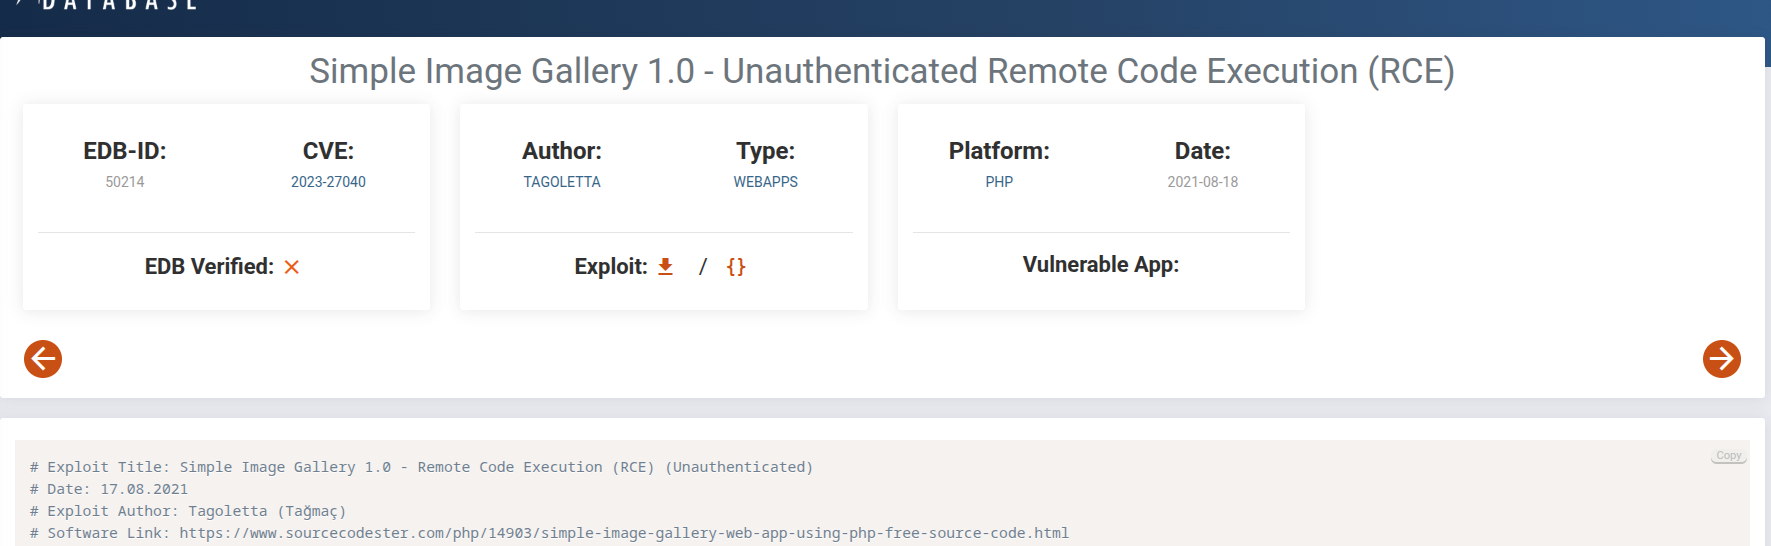 DATABASE
Simple Image Gallery 1.0 - Unauthenticated Remote Code Execution (RCE)
EDB-ID:
50214
CVE:
2023-27040
EDB Verified: ×
Author:
TAGOLETTA
Type:
WEBAPPS
Exploit: / {}
Platform:
PHP
Date:
2021-08-18
Vulnerable App:
Copy
# Exploit Title: Simple Image Gallery 1.0 - Remote Code Execution (RCE) (Unauthenticated)
# Date: 17.08.2021
# Exploit Author: Tagoletta (Tağmaç)
# Software Link: https://www.sourcecodester.com/php/14903/simple-image-gallery-web-app-using-php-free-source-code.html